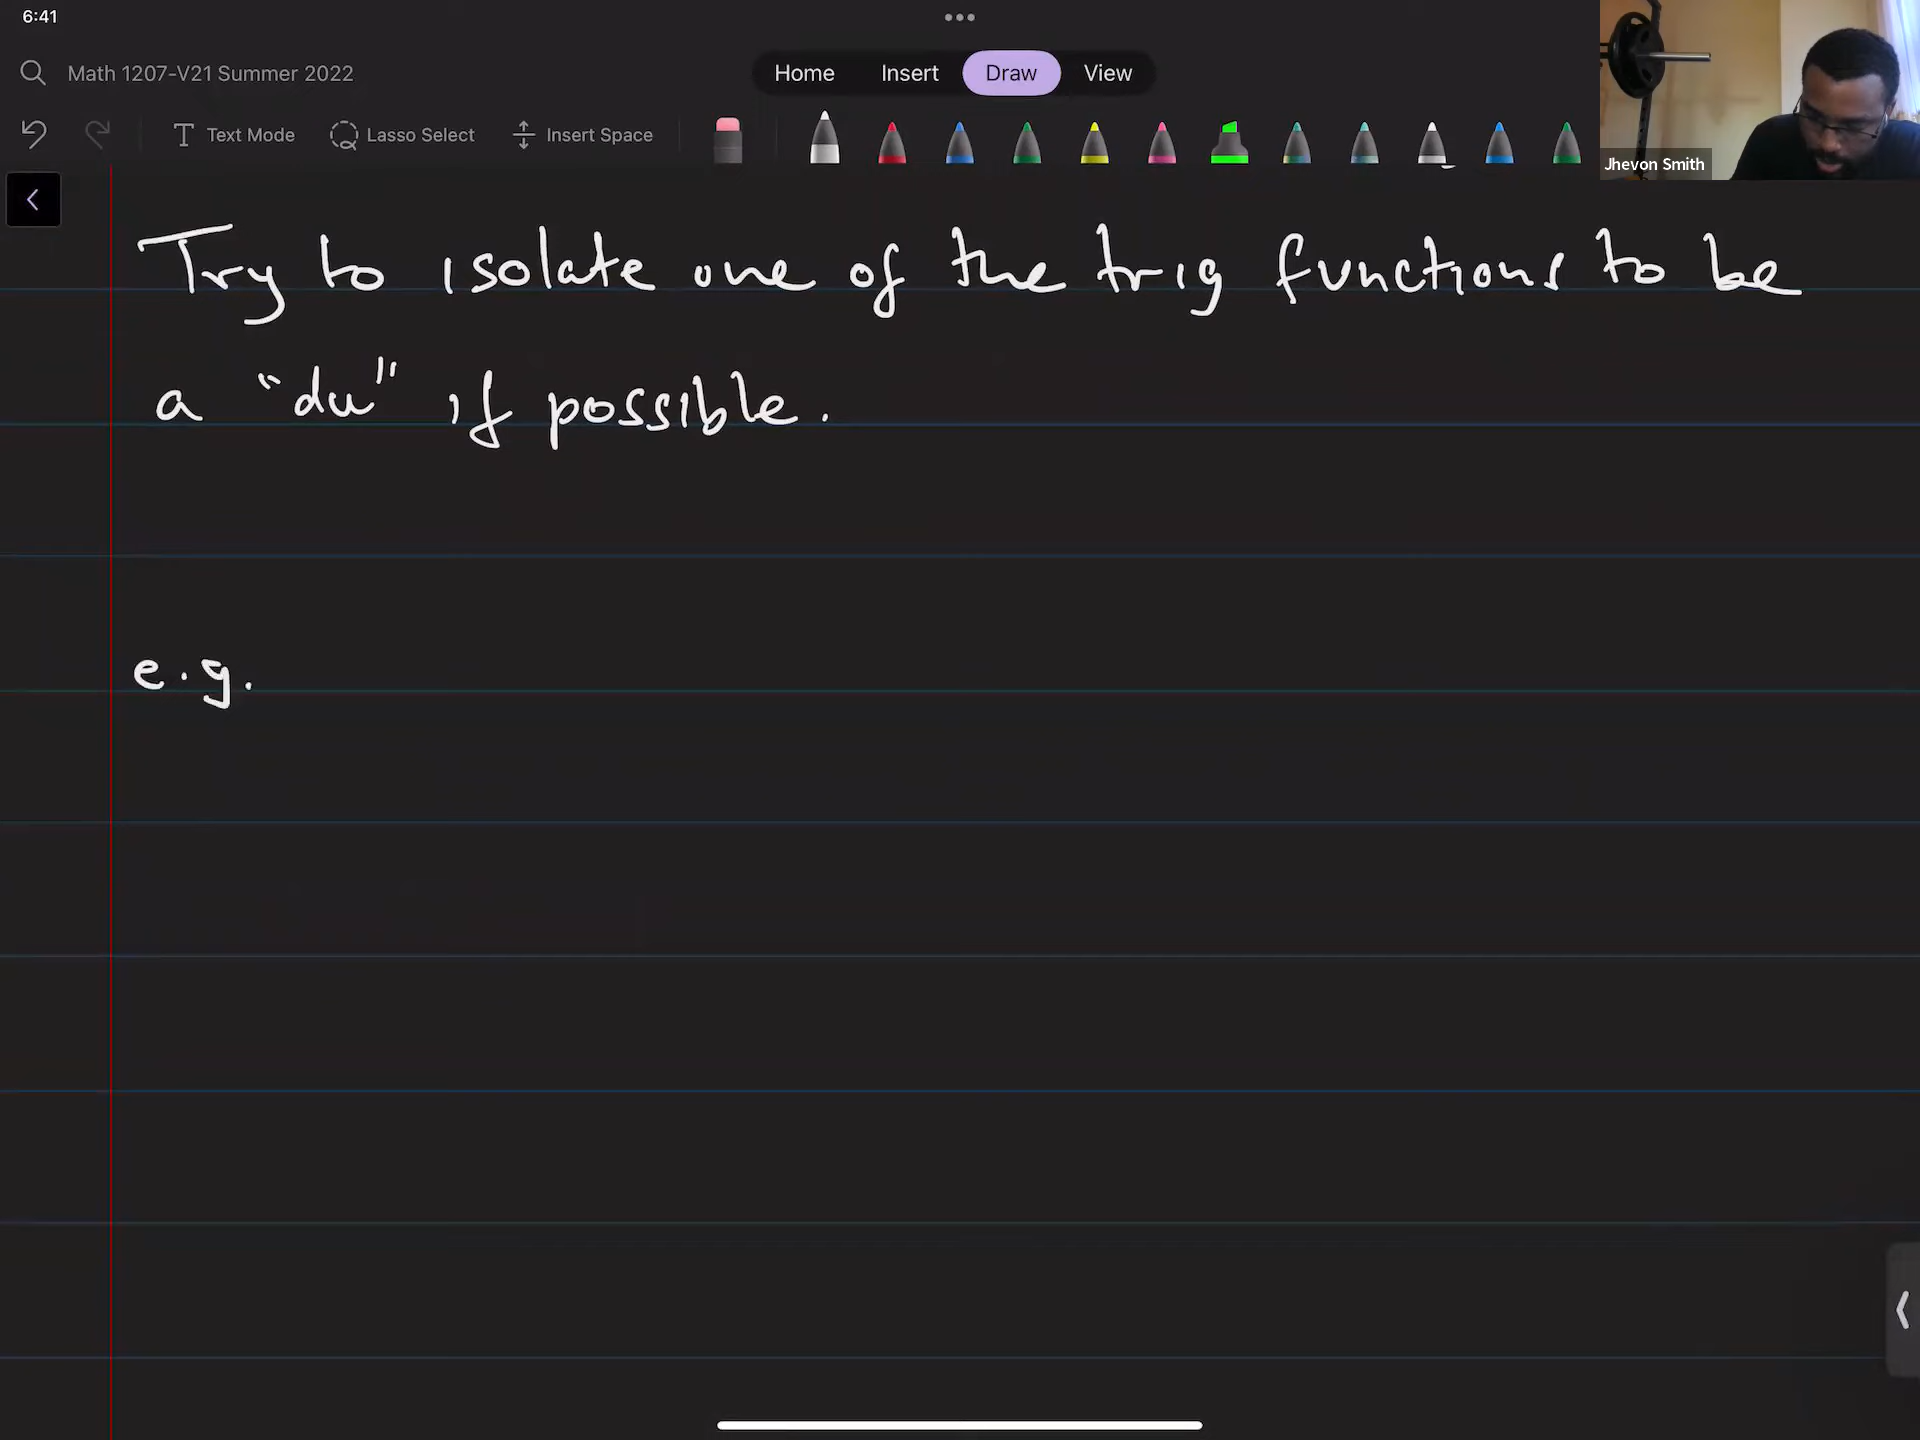 6:41
Math 1207-V21 Summer 2022
Home Insert Draw View
Text Mode Lasso Select Insert Space
Jhevon Smith
Try to isolate one of the trig functions to be
a "du" if possible.
e.g.